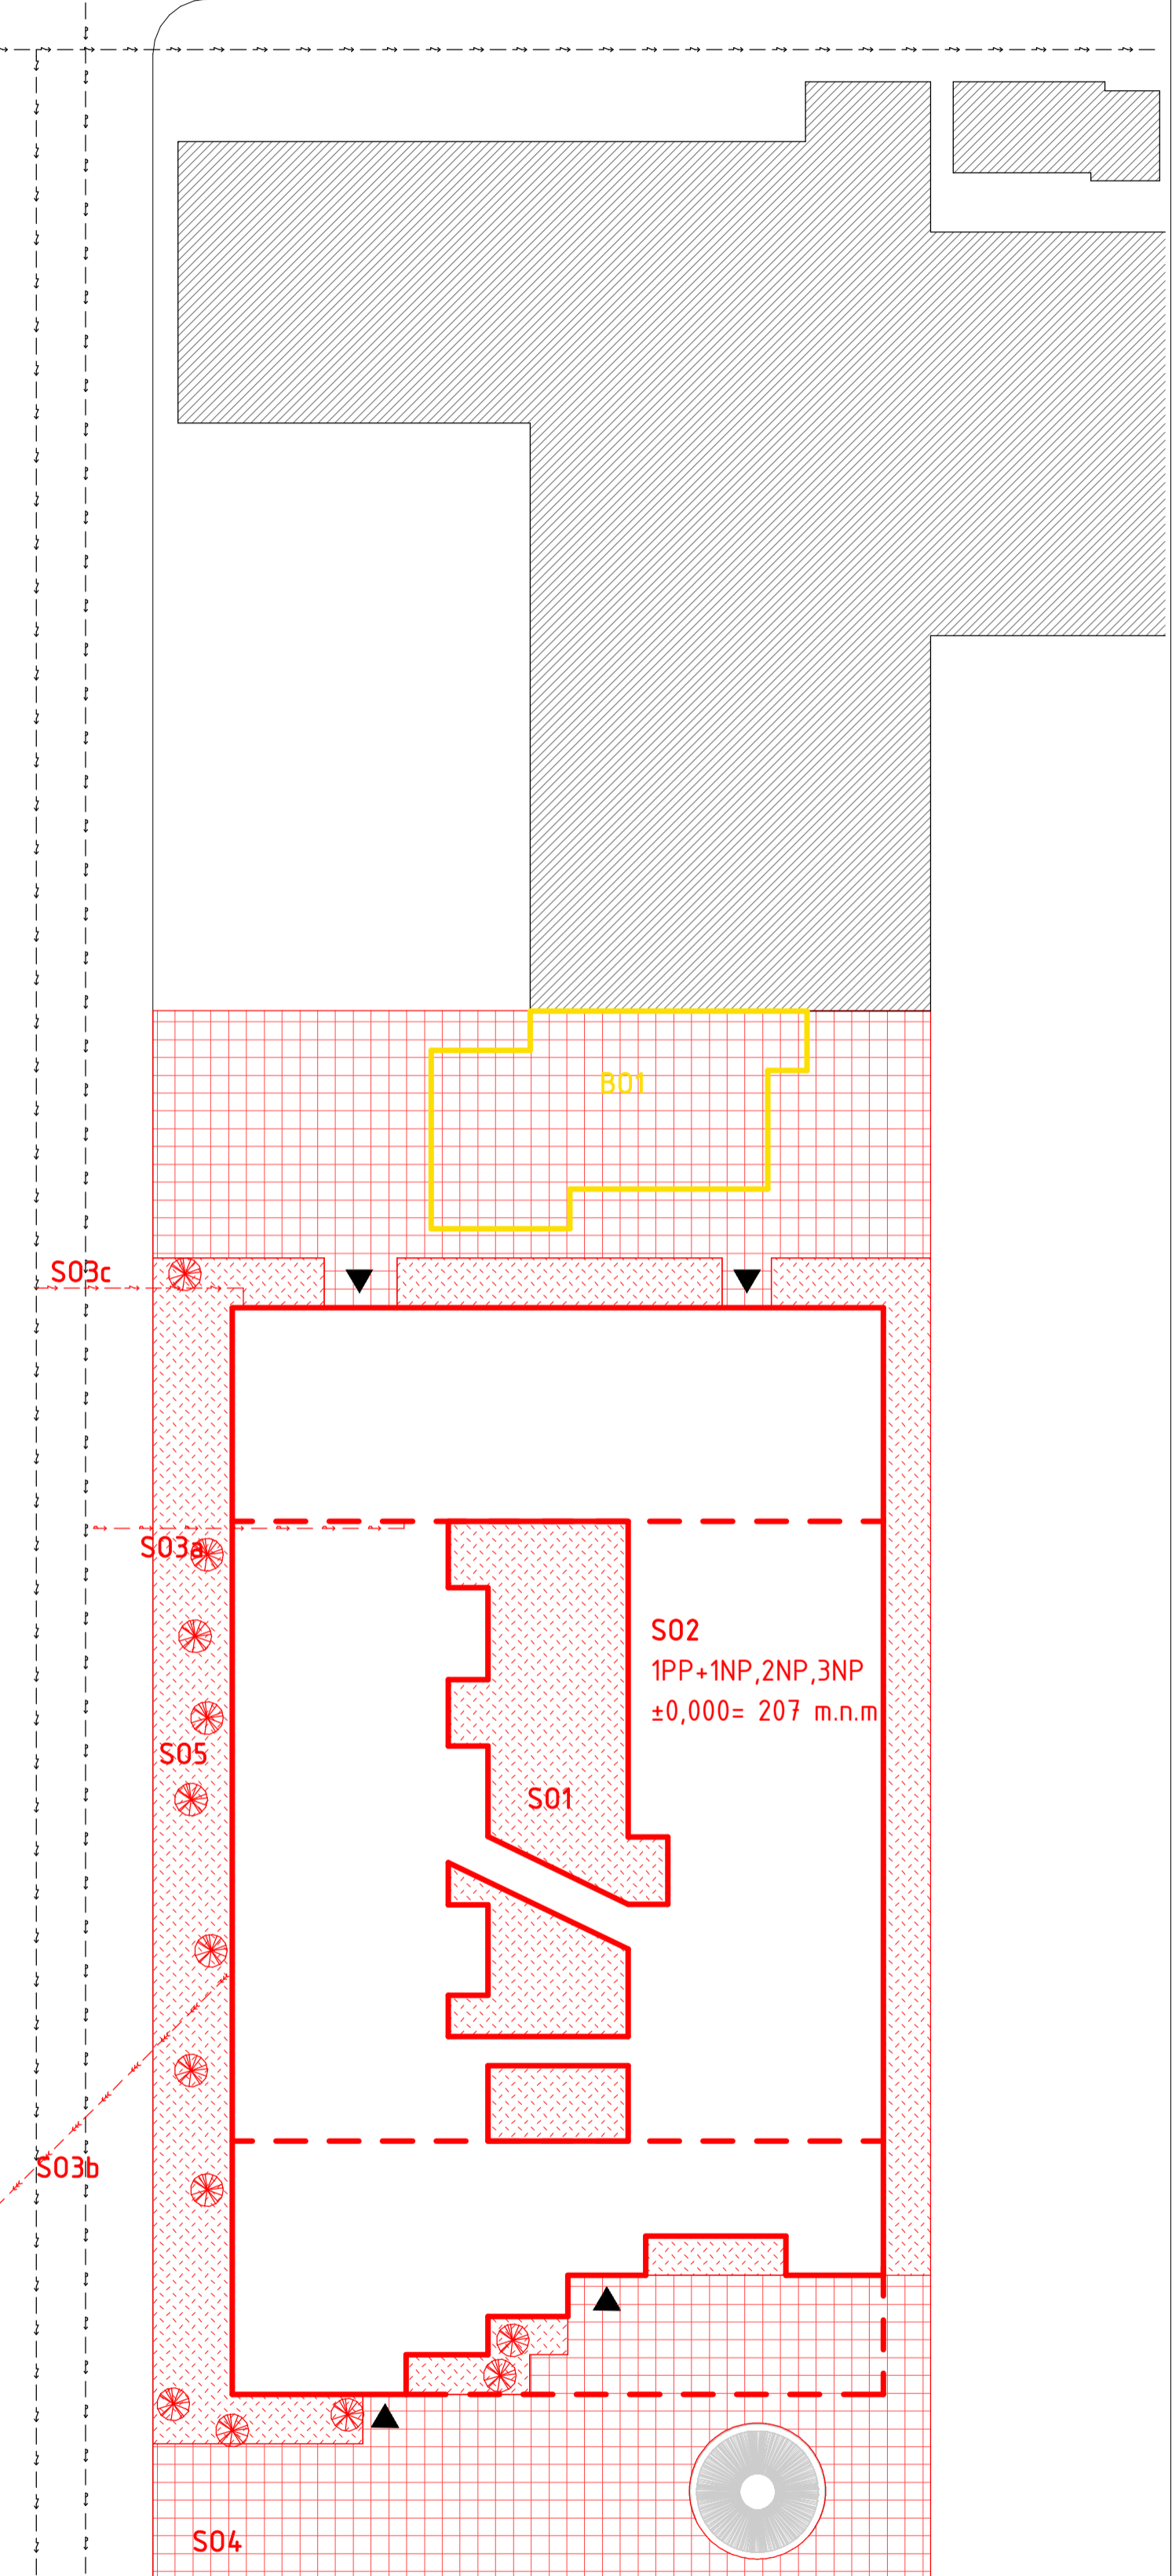 B01
S03c
S03a
S02
1PP+1NP,2NP,3NP
±0,000= 207 m.n.m
S05
S01
S03b
S04